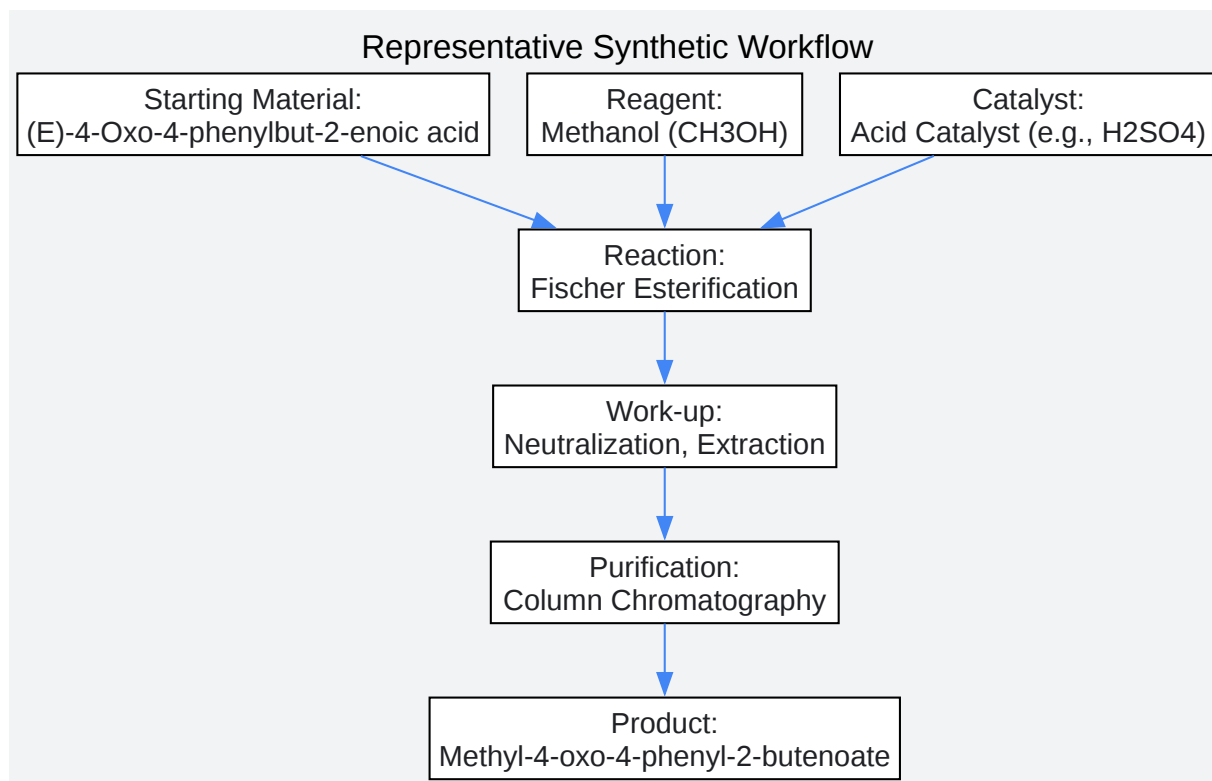 Representative Synthetic Workflow
Starting Material:
(E)-4-Oxo-4-phenylbut-2-enoic acid
Reagent:
Methanol (CH3OH)
Catalyst:
Acid Catalyst (e.g., H2SO4)
Reaction:
Fischer Esterification
Work-up:
Neutralization, Extraction
Purification:
Column Chromatography
Product:
Methyl-4-oxo-4-phenyl-2-butenoate